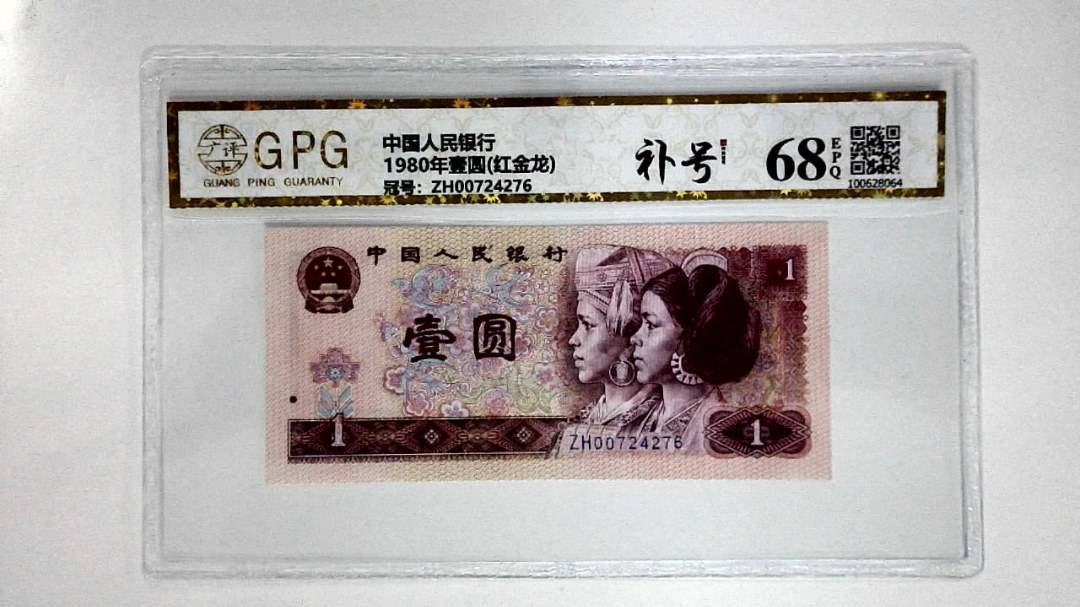 广评
GPG
GUANG PING GUARANTY
中国人民银行
1980年壹圆(红金龙)
冠号：ZH00724276
补号
68
EPQ
100628064
中国人民银行
1
壹圆
1
ZH00724276
1